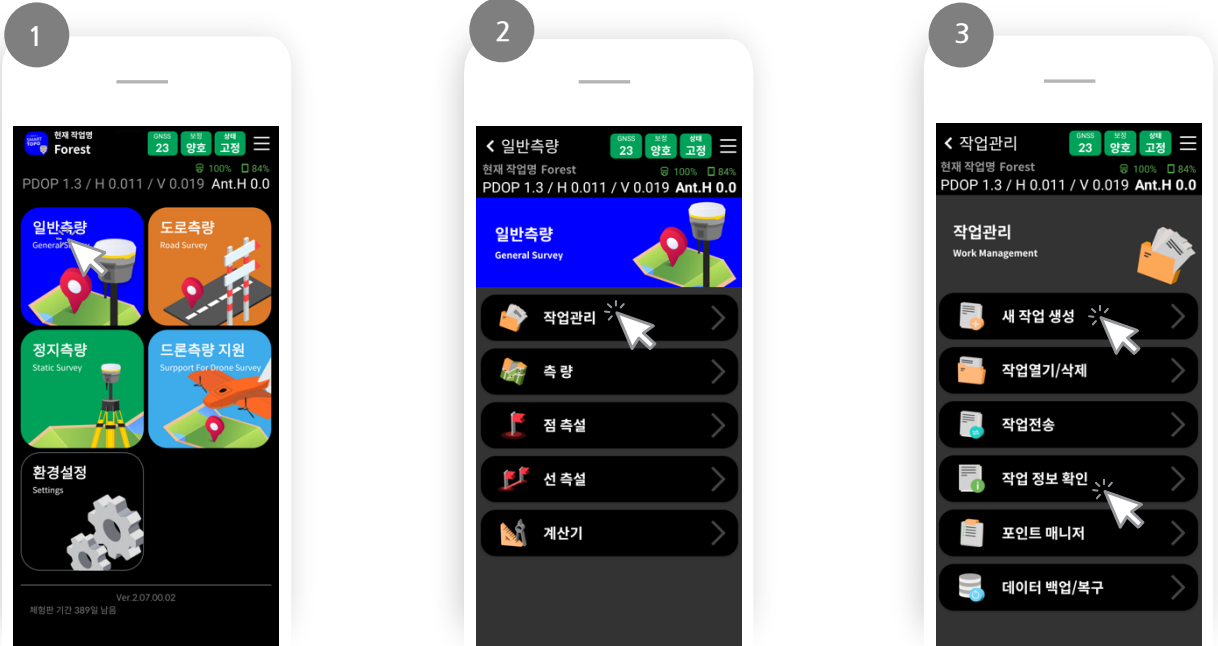 1
현재 작업명
Forest
SMART
TOPO
GNSS
23
보정
양호
상태
고정
100%
84%
PDOP 1.3 / H 0.011 / V 0.019 Ant.H 0.0
일반측량
General Survey
도로측량
Road Survey
정지측량
Static Survey
드론측량 지원
Surpport For Drone Survey
환경설정
Settings
Ver.2.07.00.02
체험판 기간 389일 남음
2
일반측량
GNSS
23
보정
양호
상태
고정
현재 작업명 Forest
100%
84%
PDOP 1.3 / H 0.011 / V 0.019 Ant.H 0.0
일반측량
General Survey
작업관리
측 량
점 측설
선 측설
계산기
3
작업관리
GNSS
23
보정
양호
상태
고정
현재 작업명 Forest
100%
84%
PDOP 1.3 / H 0.011 / V 0.019 Ant.H 0.0
작업관리
Work Management
새 작업 생성
작업열기/삭제
작업전송
작업 정보 확인
포인트 매니저
데이터 백업/복구